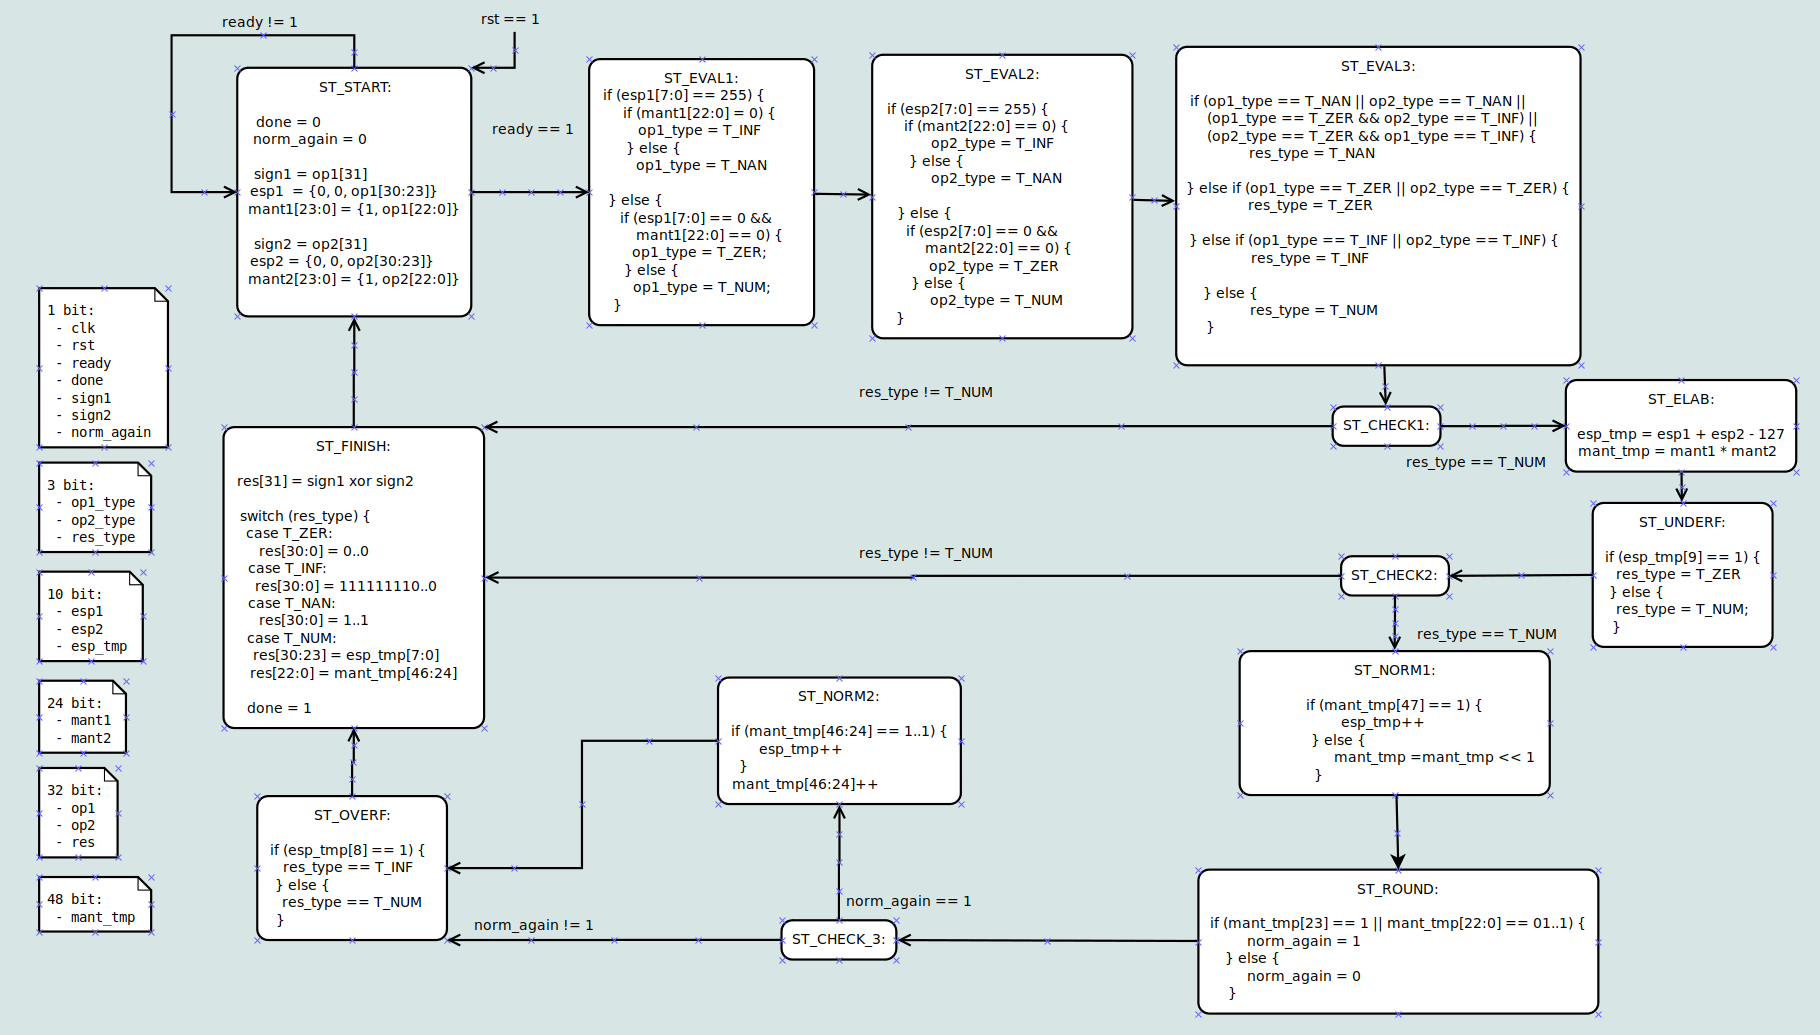 ready != 1
rst == 1
ST_START:
done = 0
norm_again = 0
sign1 = op1[31]
esp1  = {0, 0, op1[30:23]}
mant1[23:0] = {1, op1[22:0]}
sign2 = op2[31]
esp2 = {0, 0, op2[30:23]}
mant2[23:0] = {1, op2[22:0]}
ready == 1
ST_EVAL1:
if (esp1[7:0] == 255) {
if (mant1[22:0] = 0) {
op1_type = T_INF
} else {
op1_type = T_NAN
} else {
if (esp1[7:0] == 0 &&
mant1[22:0] == 0) {
op1_type = T_ZER;
} else {
op1_type = T_NUM;
}
ST_EVAL2:
if (esp2[7:0] == 255) {
if (mant2[22:0] == 0) {
op2_type = T_INF
} else {
op2_type = T_NAN
} else {
if (esp2[7:0] == 0 &&
mant2[22:0] == 0) {
op2_type = T_ZER
} else {
op2_type = T_NUM
}
ST_EVAL3:
if (op1_type == T_NAN || op2_type == T_NAN ||
(op1_type == T_ZER && op2_type == T_INF) ||
(op2_type == T_ZER && op1_type == T_INF) {
res_type = T_NAN
} else if (op1_type == T_ZER || op2_type == T_ZER) {
res_type = T_ZER
} else if (op1_type == T_INF || op2_type == T_INF) {
res_type = T_INF
} else {
res_type = T_NUM
}
1 bit:
- clk
- rst
- ready
- done
- sign1
- sign2
- norm_again
3 bit:
- op1_type
- op2_type
- res_type
10 bit:
- esp1
- esp2
- esp_tmp
24 bit:
- mant1
- mant2
32 bit:
- op1
- op2
- res
48 bit:
- mant_tmp
res_type != T_NUM
ST_CHECK1:
res_type == T_NUM
ST_ELAB:
esp_tmp = esp1 + esp2 - 127
mant_tmp = mant1 * mant2
ST_FINISH:
res[31] = sign1 xor sign2
switch (res_type) {
case T_ZER:
res[30:0] = 0..0
case T_INF:
res[30:0] = 111111110..0
case T_NAN:
res[30:0] = 1..1
case T_NUM:
res[30:23] = esp_tmp[7:0]
res[22:0] = mant_tmp[46:24]
done = 1
res_type != T_NUM
ST_CHECK2:
res_type == T_NUM
ST_UNDERF:
if (esp_tmp[9] == 1) {
res_type = T_ZER
} else {
res_type = T_NUM;
}
ST_NORM1:
if (mant_tmp[47] == 1) {
esp_tmp++
} else {
mant_tmp =mant_tmp << 1
}
ST_NORM2:
if (mant_tmp[46:24] == 1..1) {
esp_tmp++
}
mant_tmp[46:24]++
ST_OVERF:
if (esp_tmp[8] == 1) {
res_type == T_INF
} else {
res_type == T_NUM
}
norm_again != 1
norm_again == 1
ST_CHECK_3:
ST_ROUND:
if (mant_tmp[23] == 1 || mant_tmp[22:0] == 01..1) {
norm_again = 1
} else {
norm_again = 0
}